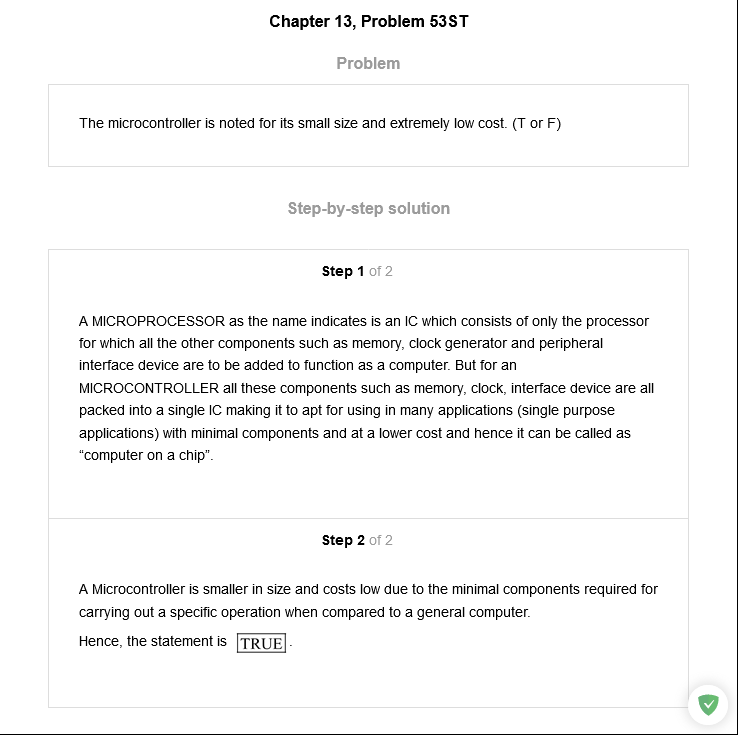 Chapter 13, Problem 53ST
Problem
The microcontroller is noted for its small size and extremely low cost. (T or F)
Step-by-step solution
Step 1 of 2
A MICROPROCESSOR as the name indicates is an IC which consists of only the processor
for which all the other components such as memory, clock generator and peripheral
interface device are to be added to function as a computer. But for an
MICROCONTROLLER all these components such as memory, clock, interface device are all
packed into a single IC making it to apt for using in many applications (single purpose
applications) with minimal components and at a lower cost and hence it can be called as
“computer on a chip”.
Step 2 of 2
A Microcontroller is smaller in size and costs low due to the minimal components required for
carrying out a specific operation when compared to a general computer.
Hence, the statement is TRUE.